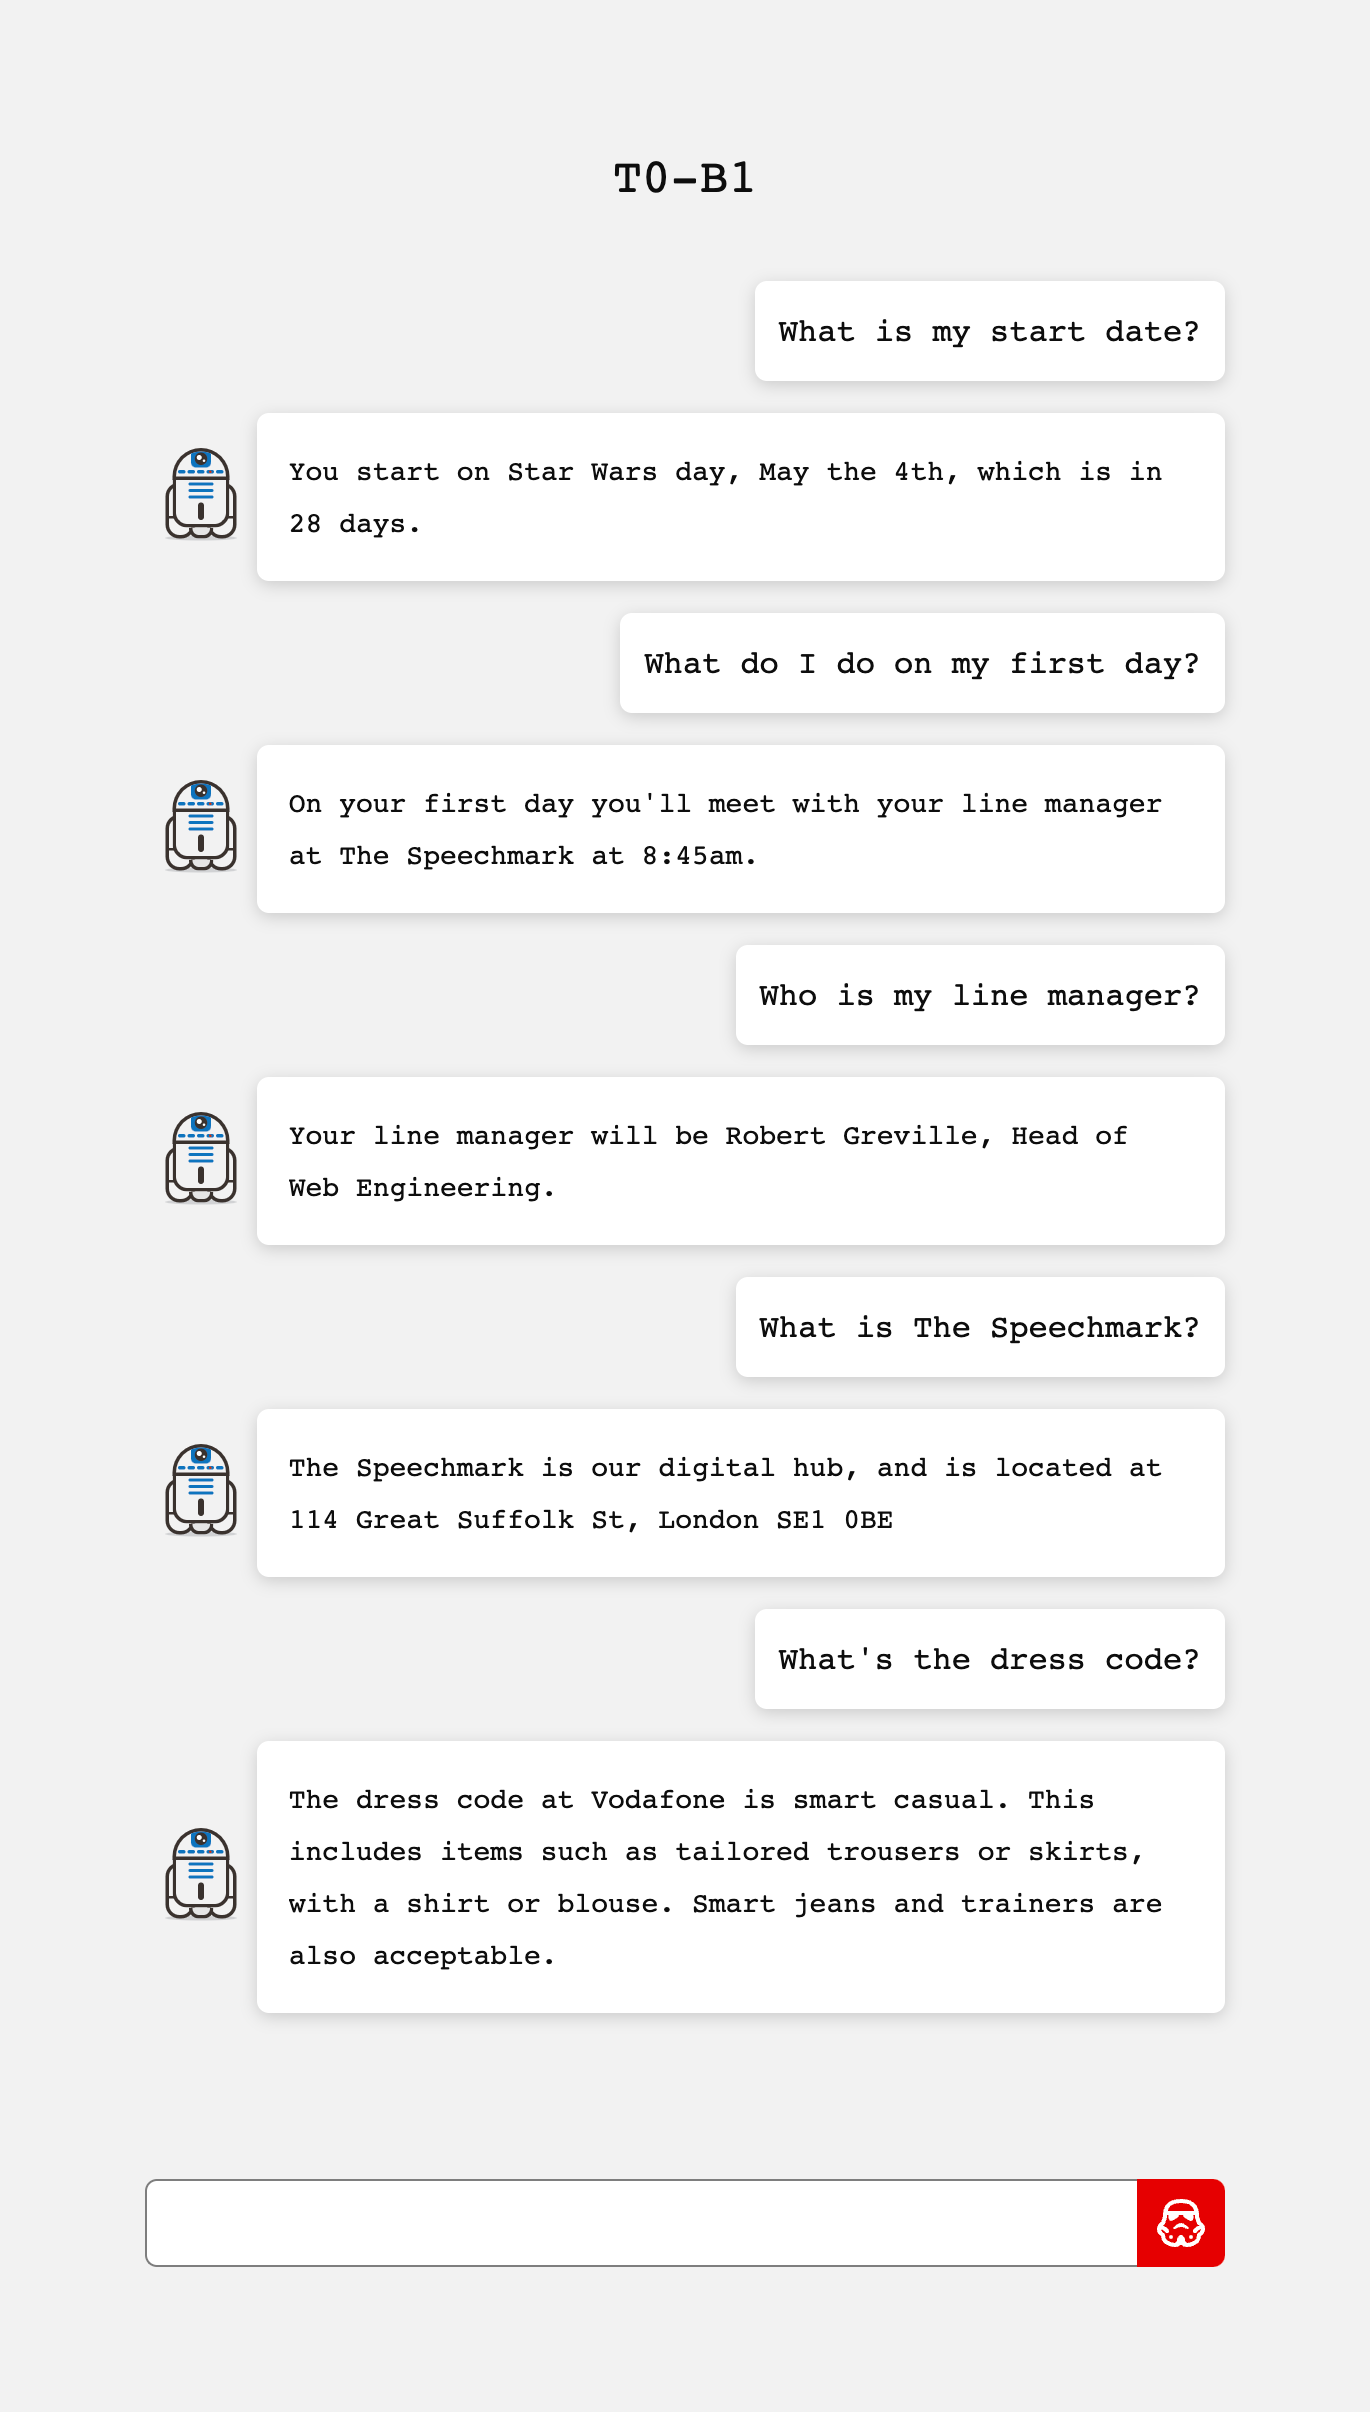 T0-B1
What is my start date?
You start on Star Wars day, May the 4th, which is in
28 days.
What do I do on my first day?
On your first day you'll meet with your line manager
at The Speechmark at 8:45am.
Who is my line manager?
Your line manager will be Robert Greville, Head of
Web Engineering.
What is The Speechmark?
The Speechmark is our digital hub, and is located at
114 Great Suffolk St, London SE1 0BE
What's the dress code?
The dress code at Vodafone is smart casual. This
includes items such as tailored trousers or skirts,
with a shirt or blouse. Smart jeans and trainers are
also acceptable.